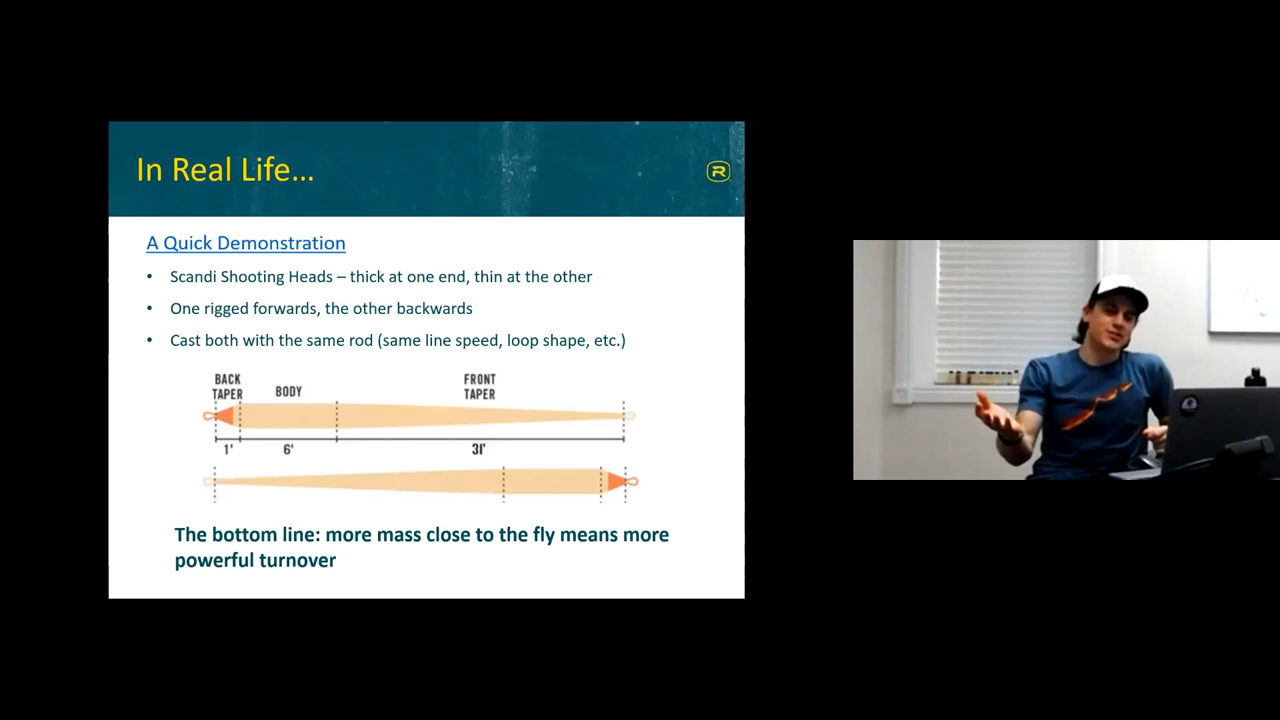 In Real Life...
R
A Quick Demonstration
• Scandi Shooting Heads – thick at one end, thin at the other
• One rigged forwards, the other backwards
• Cast both with the same rod (same line speed, loop shape, etc.)
BACK
TAPER
BODY
FRONT
TAPER
1'
6'
31'
The bottom line: more mass close to the fly means more
powerful turnover